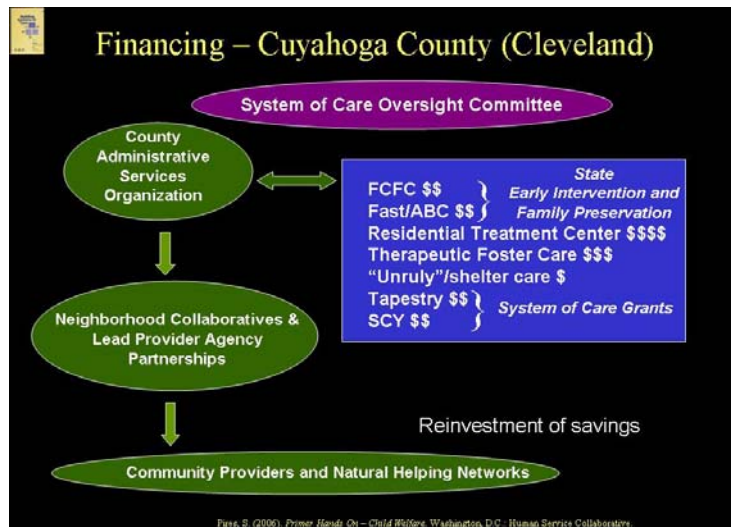 Financing – Cuyahoga County (Cleveland)
System of Care Oversight Committee
County
Administrative
Services
Organization
State
FCFC $$
Early Intervention and
Fast/ABC $$
Family Preservation
Residential Treatment Center $$$$
Therapeutic Foster Care $$$
“Unruly”/shelter care $
Tapestry $$
System of Care Grants
SCY $$
Neighborhood Collaboratives &
Lead Provider Agency
Partnerships
Reinvestment of savings
Community Providers and Natural Helping Networks
S. (2006). Primer Hands On – Child Welfare. Washington, D.C.: Human Service Collaborative.